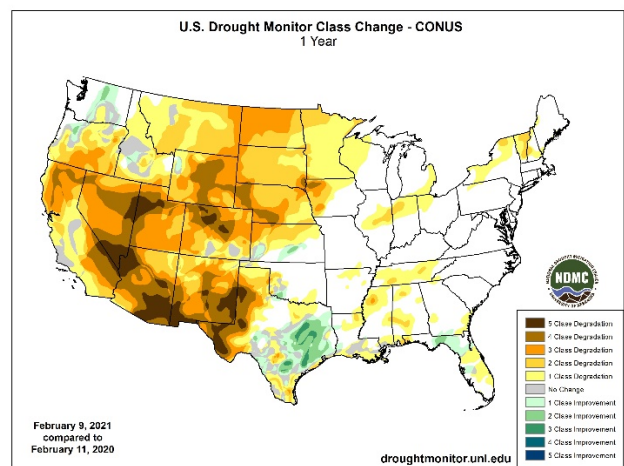 U.S. Drought Monitor Class Change - CONUS
1 Year
NDMC
5 Class Degradation
4 Class Degradation
3 Class Degradation
2 Class Degradation
1 Class Degradation
No Change
1 Class Improvement
2 Class Improvement
3 Class Improvement
4 Class Improvement
5 Class Improvement
February 9, 2021
compared to
February 11, 2020
droughtmonitor.unl.edu